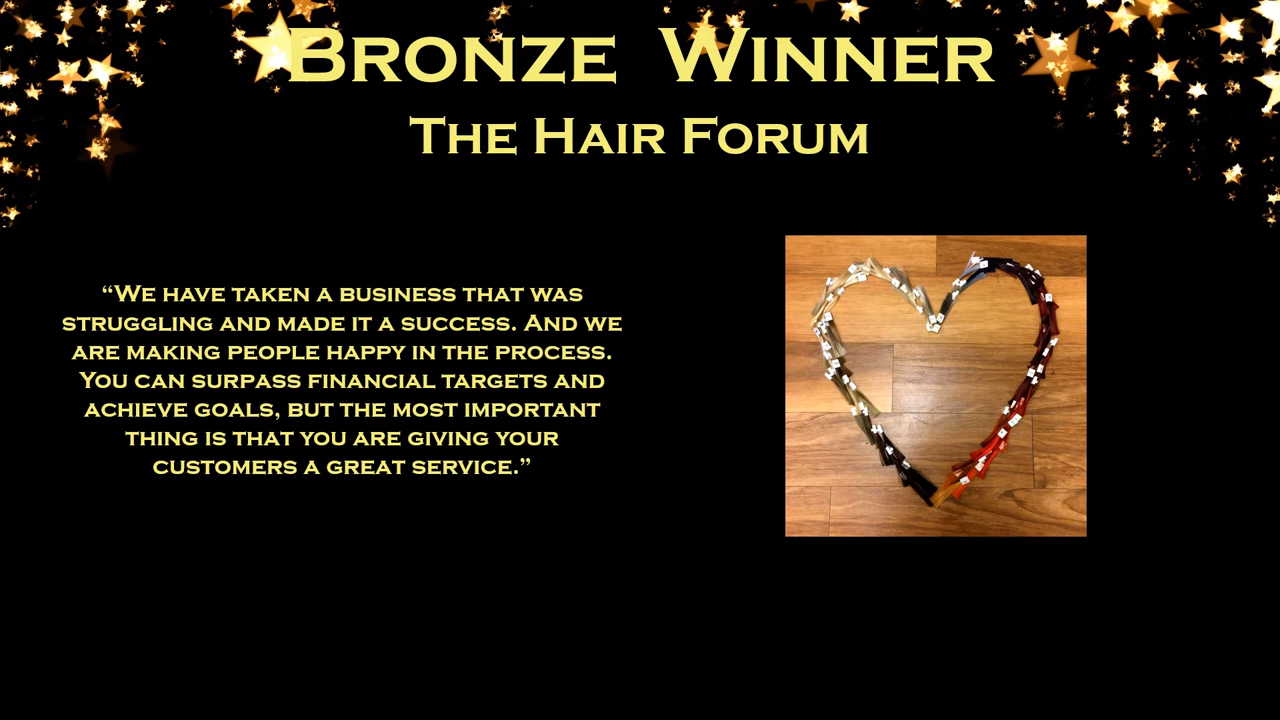 Bronze Winner
The Hair Forum
“We have taken a business that was
struggling and made it a success. And we
are making people happy in the process.
You can surpass financial targets and
achieve goals, but the most important
thing is that you are giving your
customers a great service.”